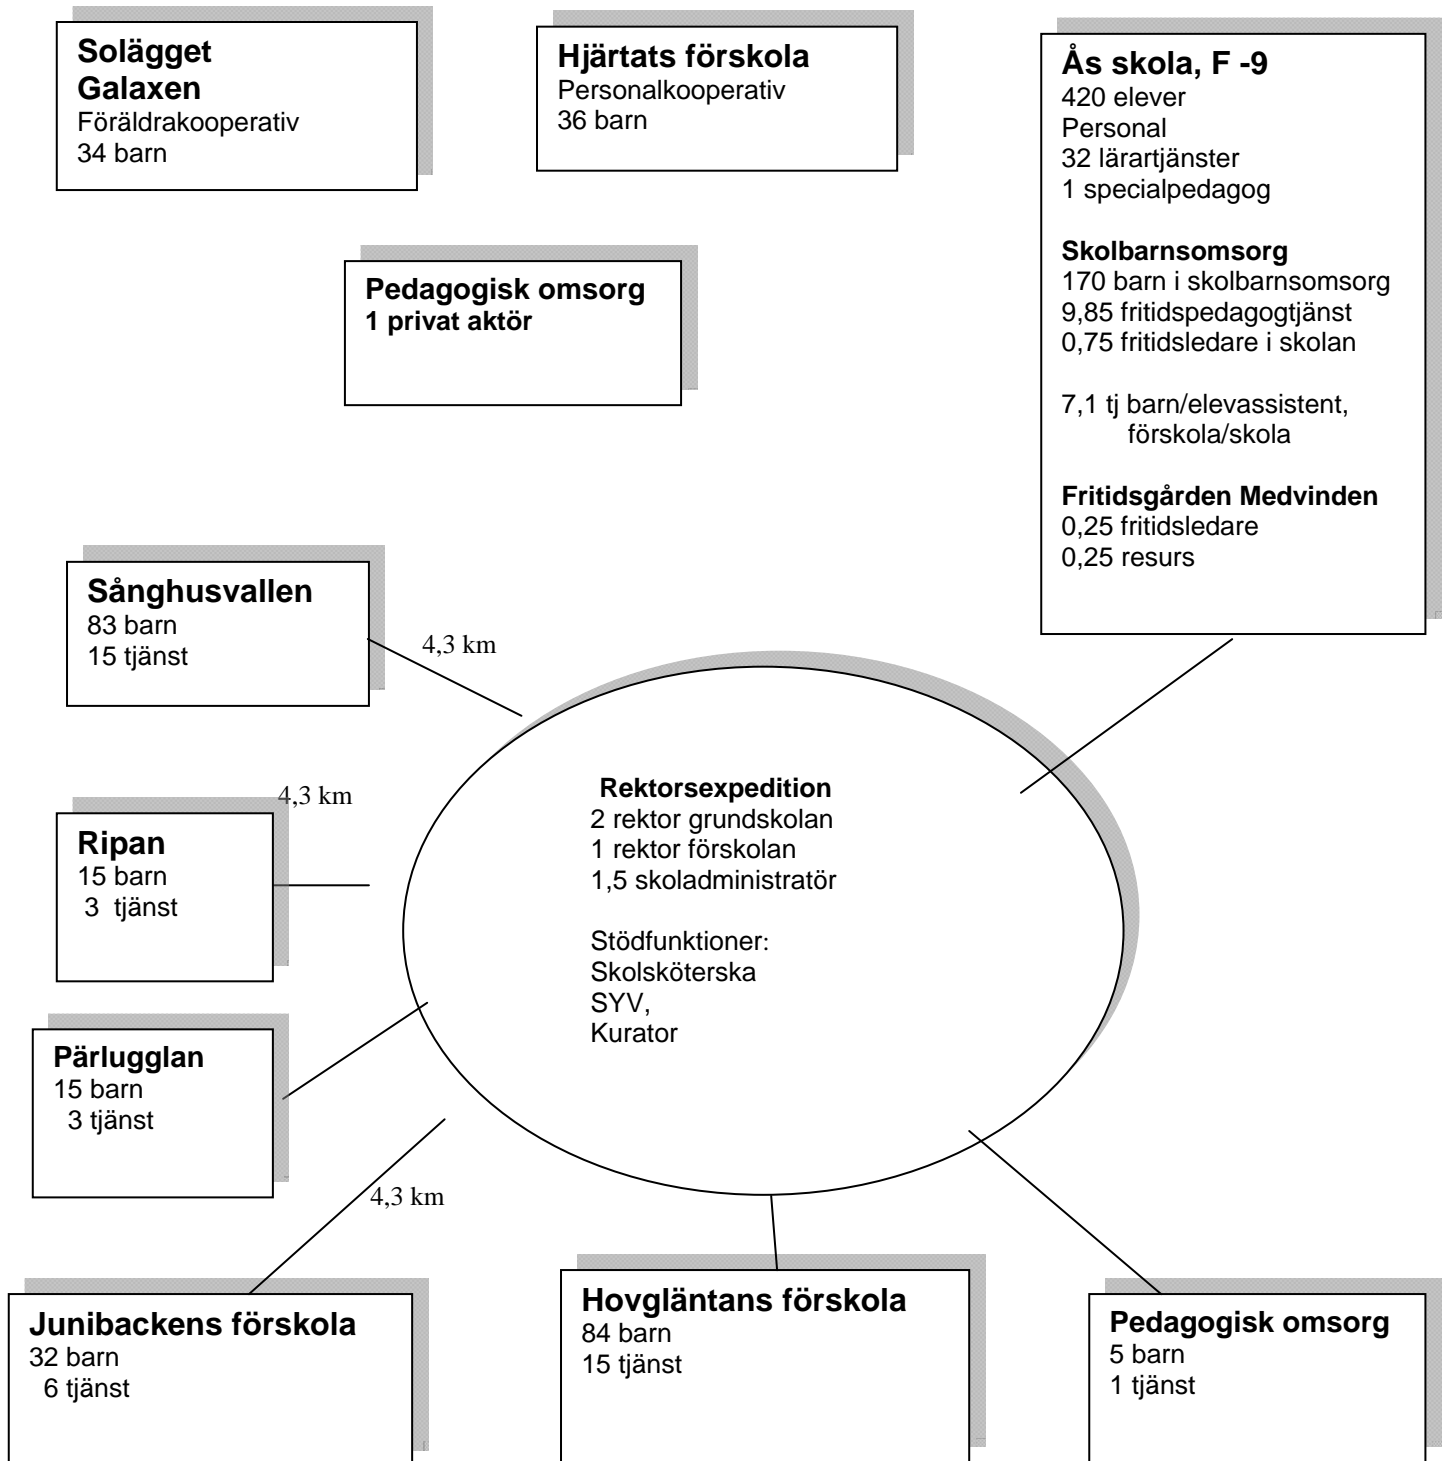 Solägget
Galaxen
Föräldrakooperativ
34 barn
Hjärtats förskola
Personalkooperativ
36 barn
Ås skola, F -9
420 elever
Personal
32 lärartjänster
1 specialpedagog
Skolbarnsomsorg
170 barn i skolbarnsomsorg
9,85 fritidspedagogtjänst
0,75 fritidsledare i skolan
7,1 tj barn/elevassistent,
förskola/skola
Fritidsgården Medvinden
0,25 fritidsledare
0,25 resurs
Pedagogisk omsorg
1 privat aktör
Sånghusvallen
83 barn
15 tjänst
4,3 km
4,3 km
Ripan
15 barn
3 tjänst
Rektorsexpedition
2 rektor grundskolan
1 rektor förskolan
1,5 skoladministratör
Stödfunktioner:
Skolsköterska
SYV,
Kurator
Pärlugglan
15 barn
3 tjänst
4,3 km
Junibackens förskola
32 barn
6 tjänst
Hovgläntans förskola
84 barn
15 tjänst
Pedagogisk omsorg
5 barn
1 tjänst